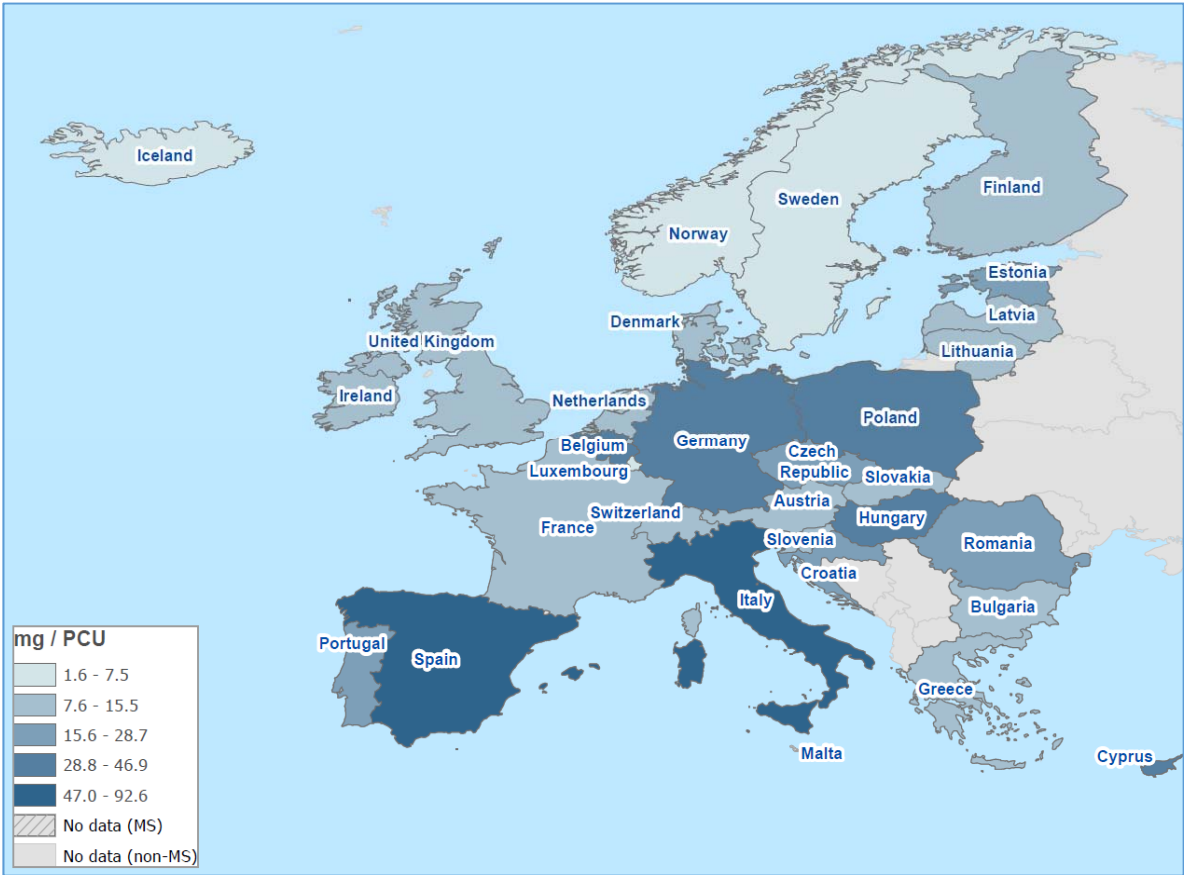 Iceland
Sweden
Finland
Norway
Estonia
Latvia
Denmark
United Kingdom
Lithuania
Ireland
Netherlands
Poland
Belgium
Germany
Czech
Republic
Luxembourg
Slovakia
Austria
Switzerland
Hungary
France
Slovenia
Romania
Croatia
Italy
Bulgaria
Portugal
Spain
Greece
Malta
Cyprus
mg / PCU
1.6 - 7.5
7.6 - 15.5
15.6 - 28.7
28.8 - 46.9
47.0 - 92.6
No data (MS)
No data (non-MS)